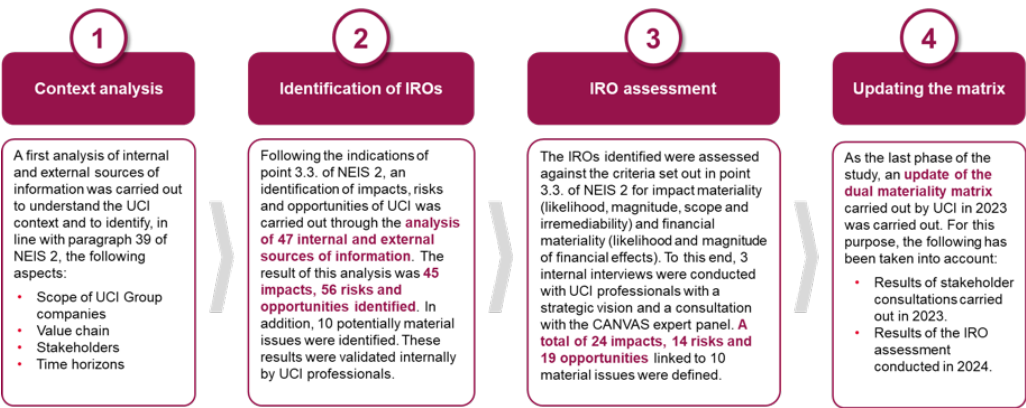 1
Context analysis
A first analysis of internal
and external sources of
information was carried out
to understand the UCI
context and to identify, in
line with paragraph 39 of
NEIS 2, the following
aspects:
• Scope of UCI Group
companies
• Value chain
• Stakeholders
• Time horizons
2
Identification of IROs
Following the indications of
point 3.3. of NEIS 2, an
identification of impacts, risks
and opportunities of UCI was
carried out through the analysis
of 47 internal and external
sources of information. The
result of this analysis was 45
impacts, 56 risks and
opportunities identified. In
addition, 10 potentially material
issues were identified. These
results were validated internally
by UCI professionals.
3
IRO assessment
The IROs identified were assessed
against the criteria set out in point
3.3. of NEIS 2 for impact materiality
(likelihood, magnitude, scope and
irremediability) and financial
materiality (likelihood and magnitude
of financial effects). To this end, 3
internal interviews were conducted
with UCI professionals with a
strategic vision and a consultation
with the CANVAS expert panel. A
total of 24 impacts, 14 risks and
19 opportunities linked to 10
material issues were defined.
4
Updating the matrix
As the last phase of the
study, an update of the
dual materiality matrix
carried out by UCI in 2023
was carried out. For this
purpose, the following has
been taken into account:
• Results of stakeholder
consultations carried
out in 2023.
• Results of the IRO
assessment
conducted in 2024.